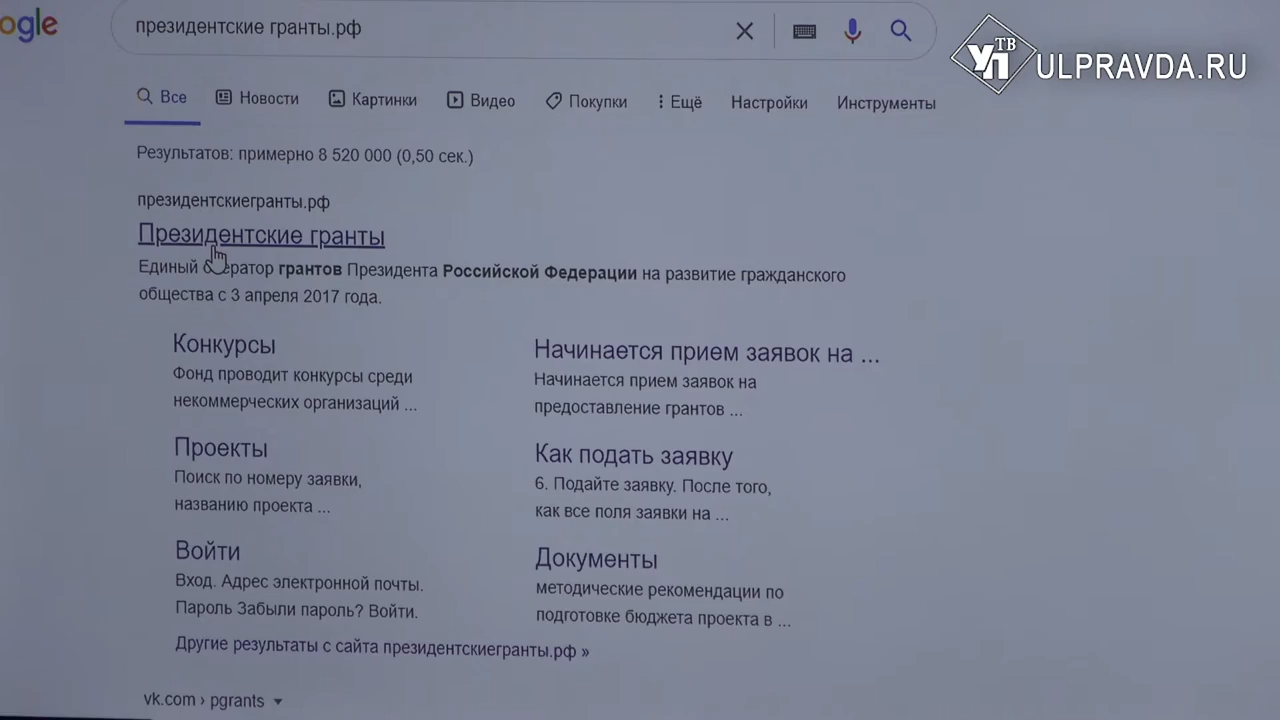 ogle
президентские гранты.рф
УП ТВ ULPRAVDA.RU
Все Новости Картинки Видео Покупки Ещё Настройки Инструменты
Результатов: примерно 8 520 000 (0,50 сек.)
президентскиегранты.рф
Президентские гранты
Единый оператор грантов Президента Российской Федерации на развитие гражданского
общества с 3 апреля 2017 года.
Конкурсы
Фонд проводит конкурсы среди
некоммерческих организаций ...
Начинается прием заявок на ...
Начинается прием заявок на
предоставление грантов ...
Проекты
Поиск по номеру заявки,
названию проекта ...
Как подать заявку
6. Подайте заявку. После того,
как все поля заявки на ...
Войти
Вход. Адрес электронной почты.
Пароль Забыли пароль? Войти.
Документы
методические рекомендации по
подготовке бюджета проекта в ...
Другие результаты с сайта президентскиегранты.рф »
vk.com › pgrants